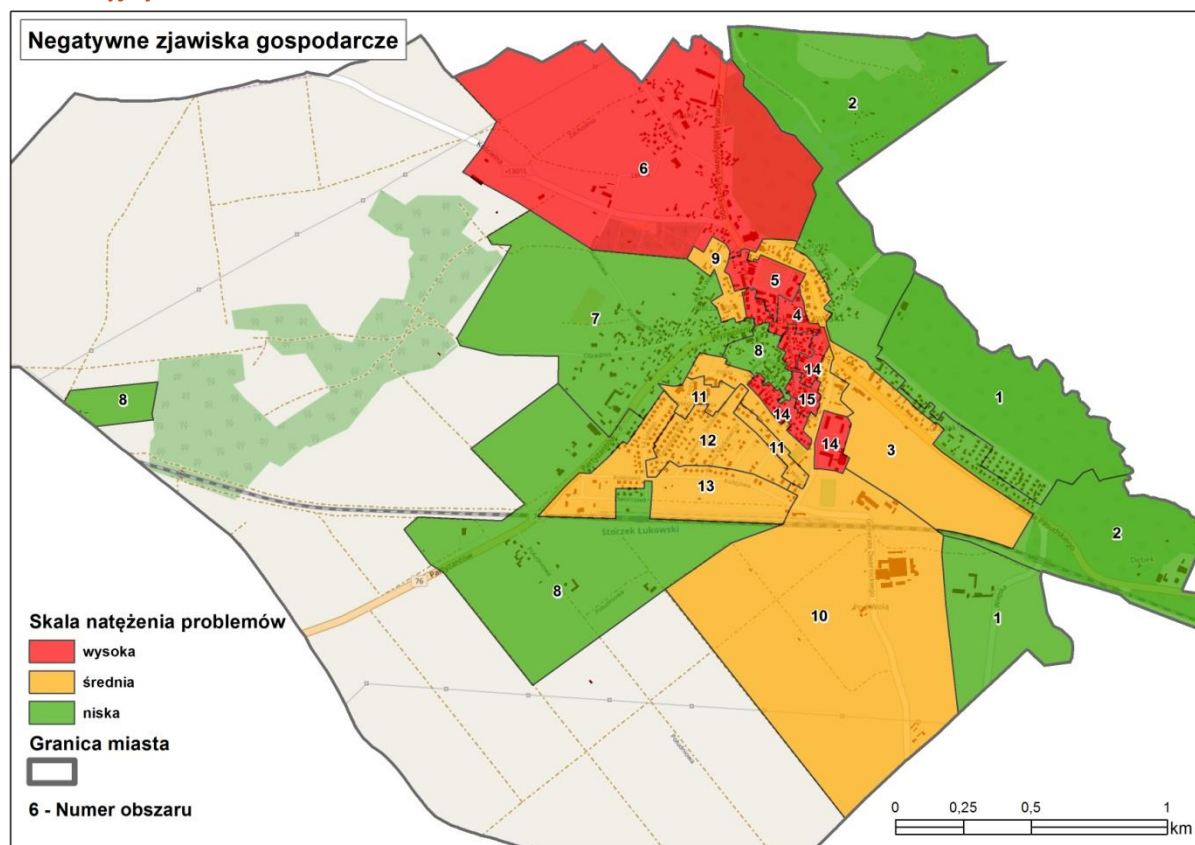 Negatywne zjawiska gospodarcze
2
6
9
5
4
7
8
14
1
8
11
15
14
12
11
14
3
13
Stoczek Łukowski
2
76
8
10
1
Południowa
Skala natężenia problemów
wysoka
średnia
niska
Granica miasta
6 - Numer obszaru
0 0,25 0,5 1
km